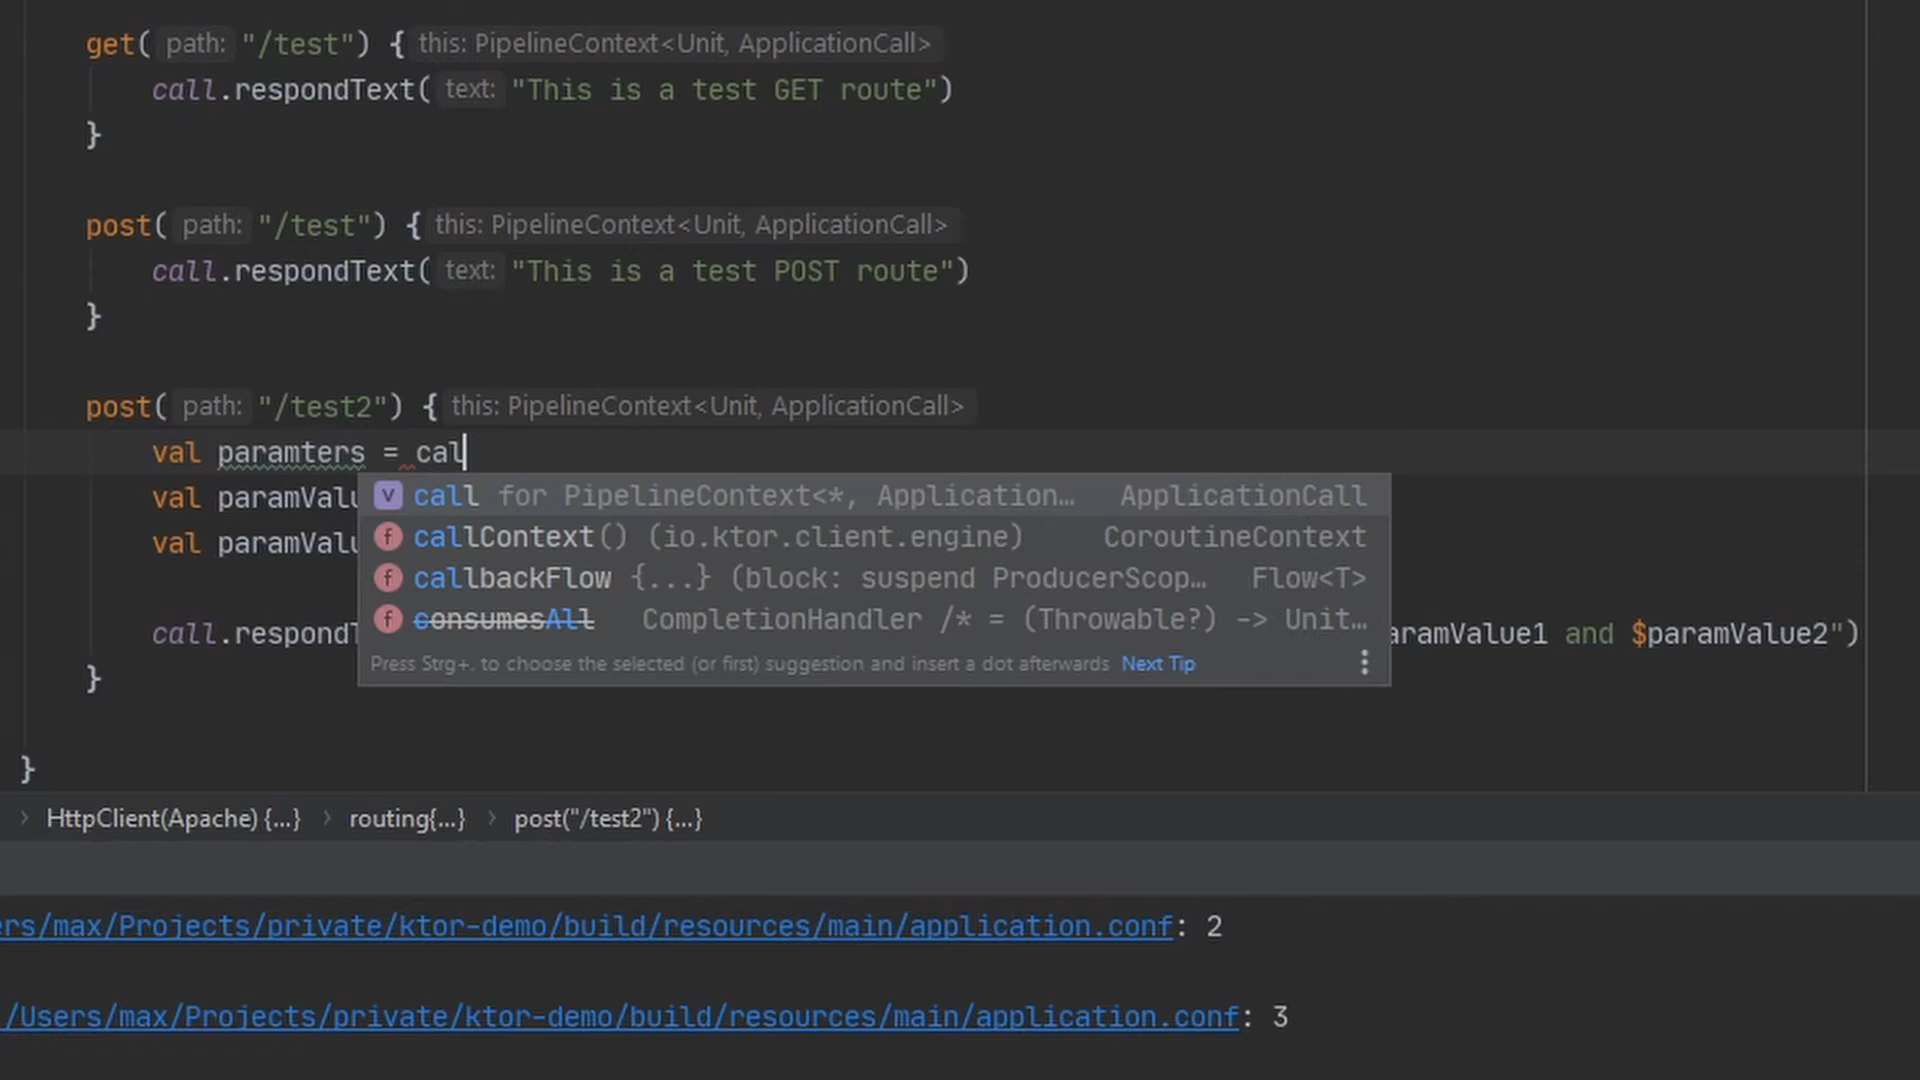 get( path: "/test") { this: PipelineContext<Unit, ApplicationCall>
call.respondText( text: "This is a test GET route")
}
post( path: "/test") { this: PipelineContext<Unit, ApplicationCall>
call.respondText( text: "This is a test POST route")
}
post( path: "/test2") { this: PipelineContext<Unit, ApplicationCall>
val paramters = cal
val paramValu
val paramValu
call for PipelineContext<*, Application… ApplicationCall
callContext() (io.ktor.client.engine) CoroutineContext
callbackFlow {...} (block: suspend ProducerScop… Flow<T>
consumesAll CompletionHandler /* = (Throwable?) -> Unit…
Press Strg+. to choose the selected (or first) suggestion and insert a dot afterwards Next Tip
call.respondT aramValue1 and $paramValue2")
}
}
› HttpClient(Apache) {...} › routing{...} › post("/test2") {...}
ers/max/Projects/private/ktor-demo/build/resources/main/application.conf: 2
/Users/max/Projects/private/ktor-demo/build/resources/main/application.conf: 3